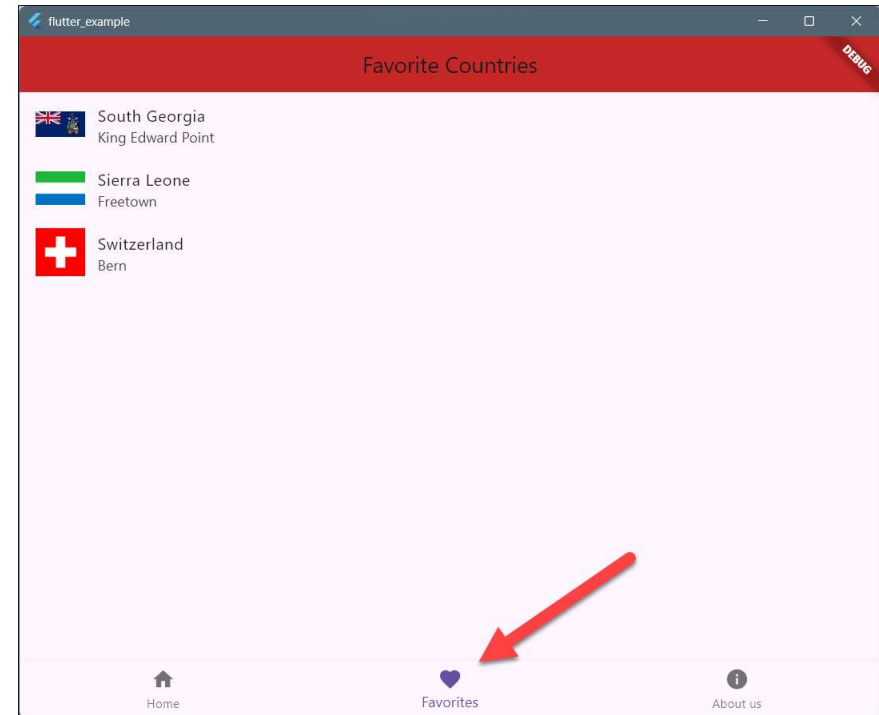 flutter_example
Favorite Countries
DEBUG
South Georgia
King Edward Point
Sierra Leone
Freetown
Switzerland
Bern
Home
Favorites
About us